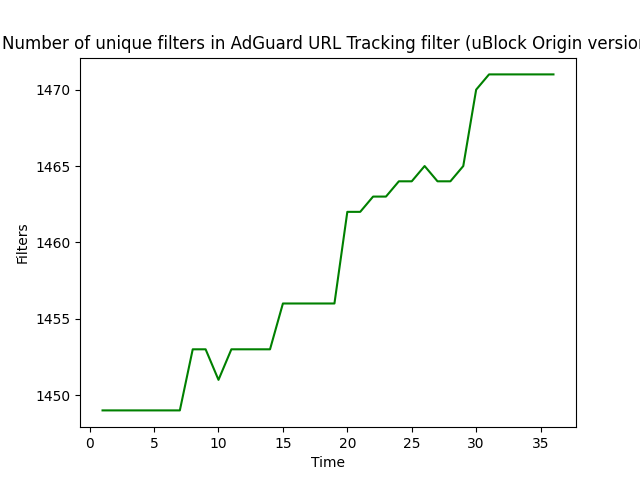 Number of unique filters in AdGuard URL Tracking filter (uBlock Origin version
1470
1465
1460
1455
1450
Filters
0 5 10 15 20 25 30 35
Time